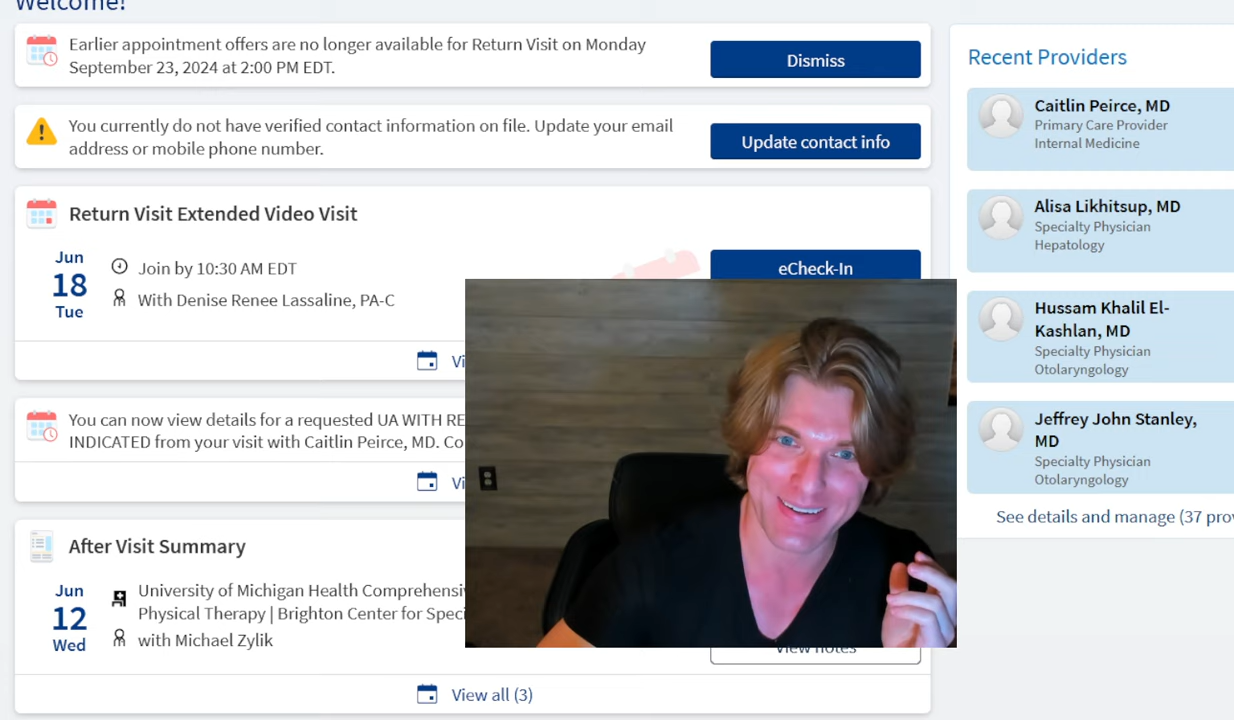 Welcome!
Earlier appointment offers are no longer available for Return Visit on Monday
September 23, 2024 at 2:00 PM EDT.
Dismiss
You currently do not have verified contact information on file. Update your email
address or mobile phone number.
Update contact info
Return Visit Extended Video Visit
Jun
18
Tue
Join by 10:30 AM EDT
With Denise Renee Lassaline, PA-C
eCheck-In
Vi
You can now view details for a requested UA WITH RE
INDICATED from your visit with Caitlin Peirce, MD. Co
Vi
After Visit Summary
Jun
12
Wed
University of Michigan Health Comprehensi
Physical Therapy | Brighton Center for Speci
with Michael Zylik
View notes
View all (3)
Recent Providers
Caitlin Peirce, MD
Primary Care Provider
Internal Medicine
Alisa Likhitsup, MD
Specialty Physician
Hepatology
Hussam Khalil El-
Kashlan, MD
Specialty Physician
Otolaryngology
Jeffrey John Stanley,
MD
Specialty Physician
Otolaryngology
See details and manage (37 prov